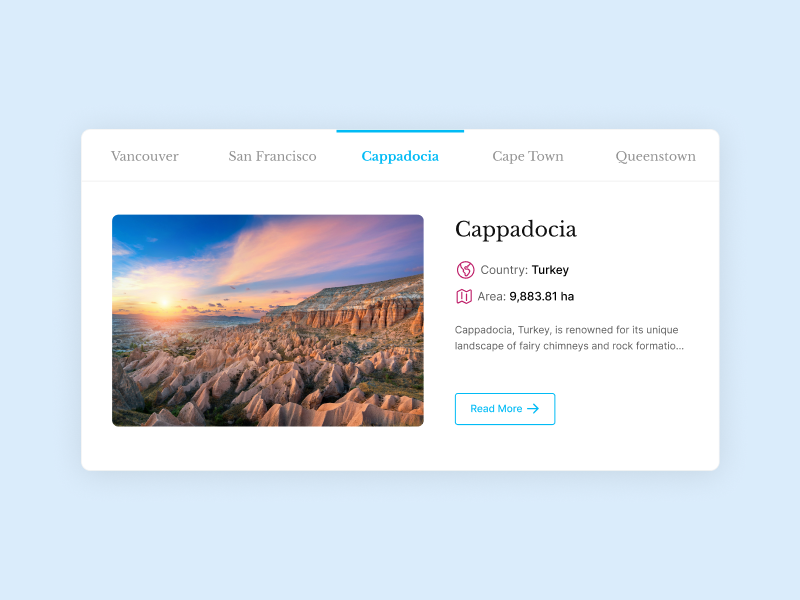 Vancouver San Francisco Cappadocia Cape Town Queenstown
Cappadocia
Country: Turkey
Area: 9,883.81 ha
Cappadocia, Turkey, is renowned for its unique
landscape of fairy chimneys and rock formatio...
Read More